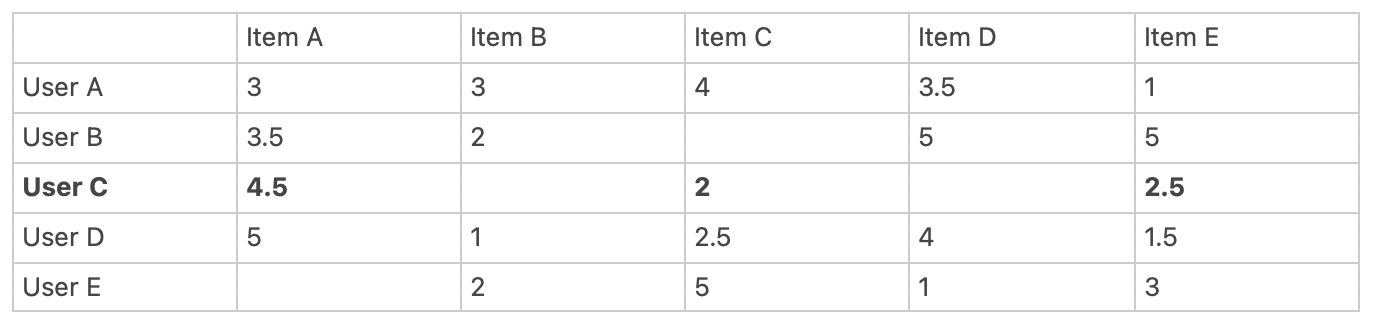 Item A Item B Item C Item D Item E
User A 3 3 4 3.5 1
User B 3.5 2 5 5
User C 4.5 2 2.5
User D 5 1 2.5 4 1.5
User E 2 5 1 3